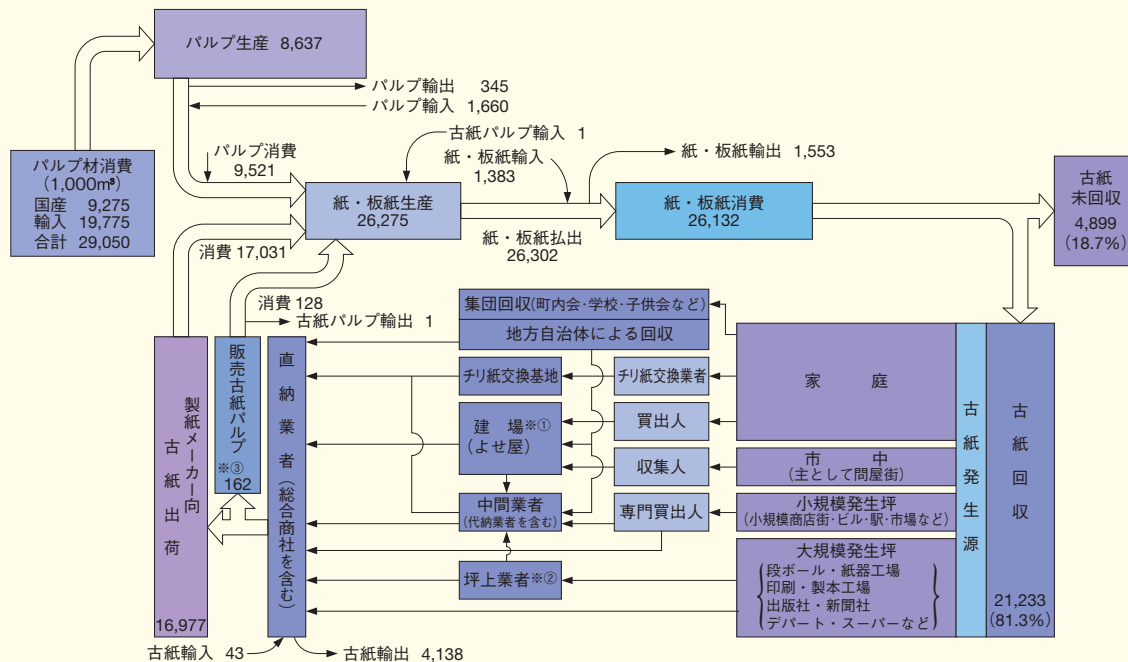 パルプ生産 8,637
パルプ輸出 345
パルプ輸入 1,660
古紙パルプ輸入 1
パルプ消費
9,521
紙・板紙輸入
1,383
紙・板紙輸出 1,553
パルプ材消費
(1,000m³)
国産 9,275
輸入 19,775
合計 29,050
紙・板紙生産
26,275
紙・板紙消費
26,132
古紙
未回収
4,899
(18.7%)
紙・板紙払出
26,302
消費 17,031
消費 128
古紙パルプ輸出 1
集団回収(町内会・学校・子供会など)
地方自治体による回収
チリ紙交換基地
チリ紙交換業者
家庭
建場※①
(よせ屋)
買出人
収集人
市中
(主として問屋街)
中間業者
(代納業者を含む)
専門買出人
小規模発生坪
(小規模商店街・ビル・駅・市場など)
坪上業者※②
大規模発生坪
段ボール・紙器工場
印刷・製本工場
出版社・新聞社
デパート・スーパーなど
古紙発生源
古紙回収
21,233
(81.3%)
製紙メーカー向
古紙出荷
16,977
販売古紙パルプ
※③
162
直納業者(総合商社を含む)
古紙輸入 43
古紙輸出 4,138